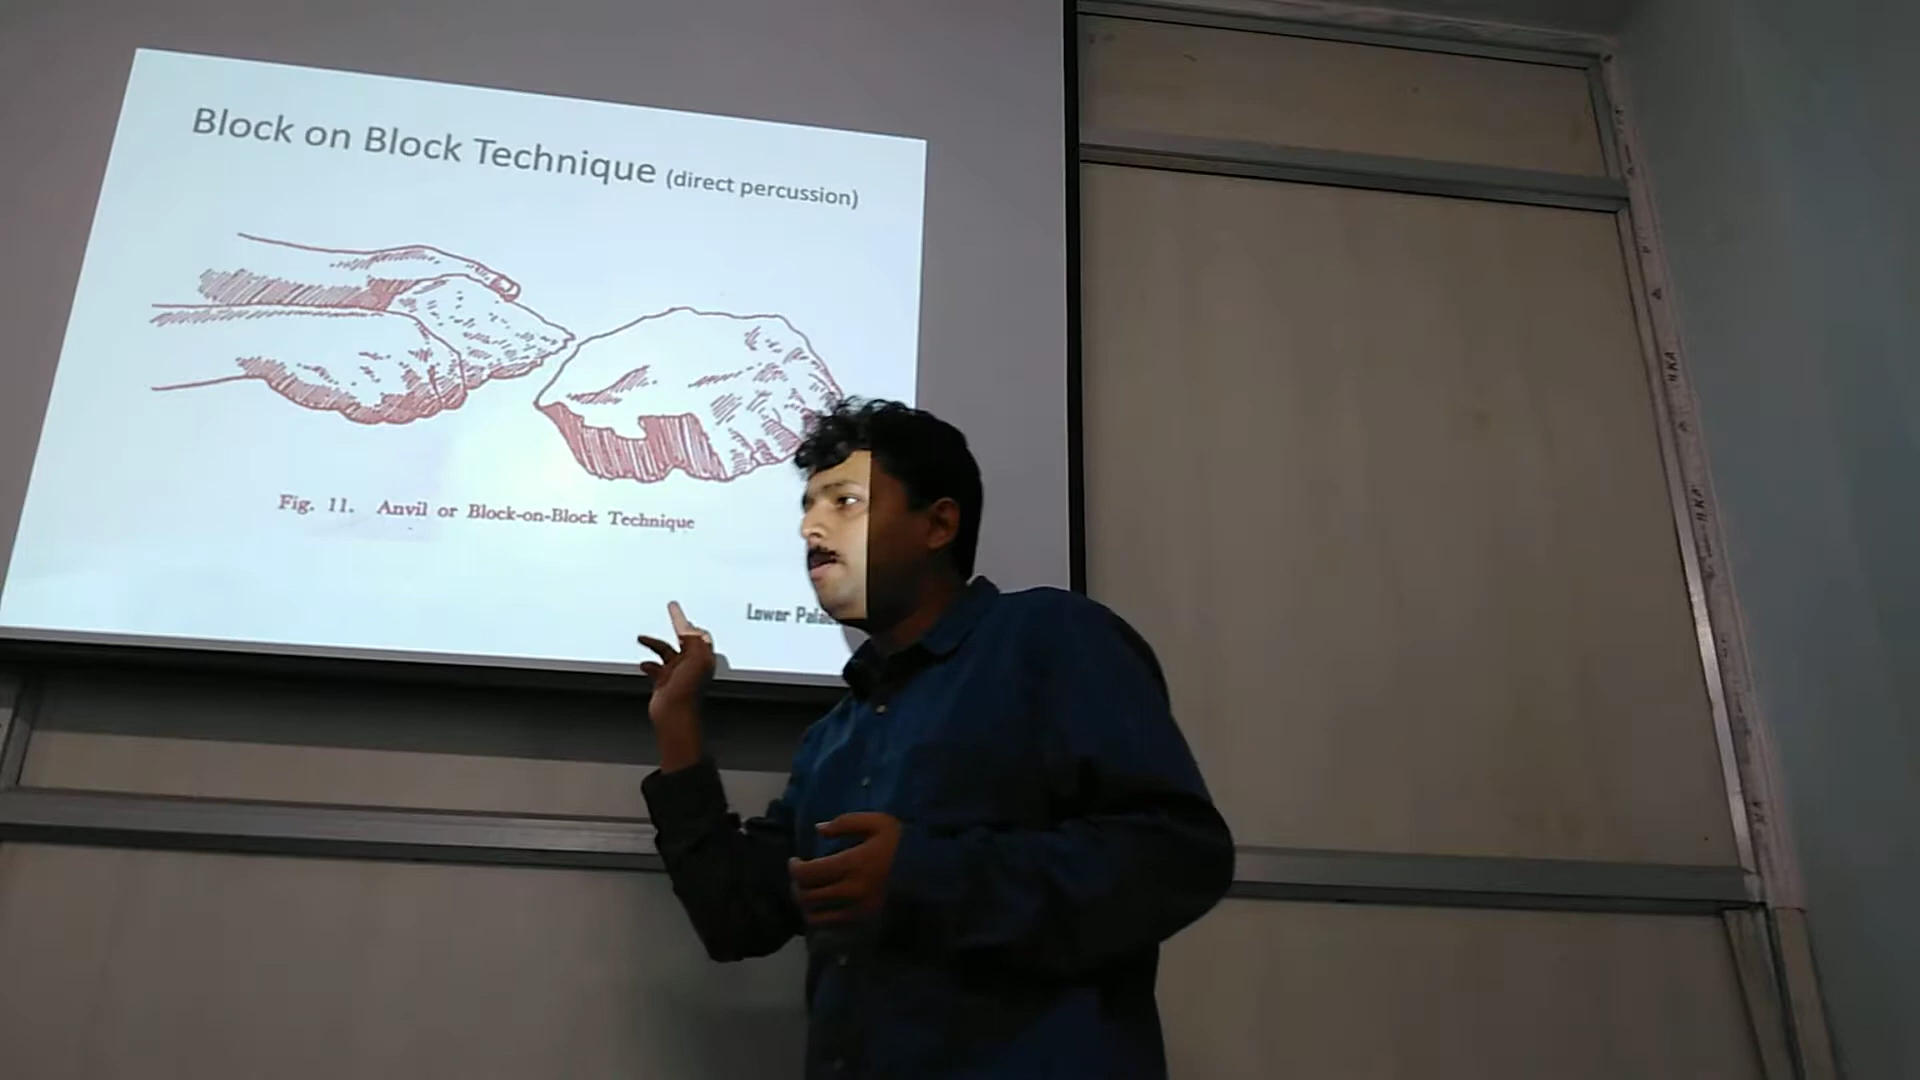 Block on Block Technique (direct percussion)
Fig. 11. Anvil or Block-on-Block Technique
Lower